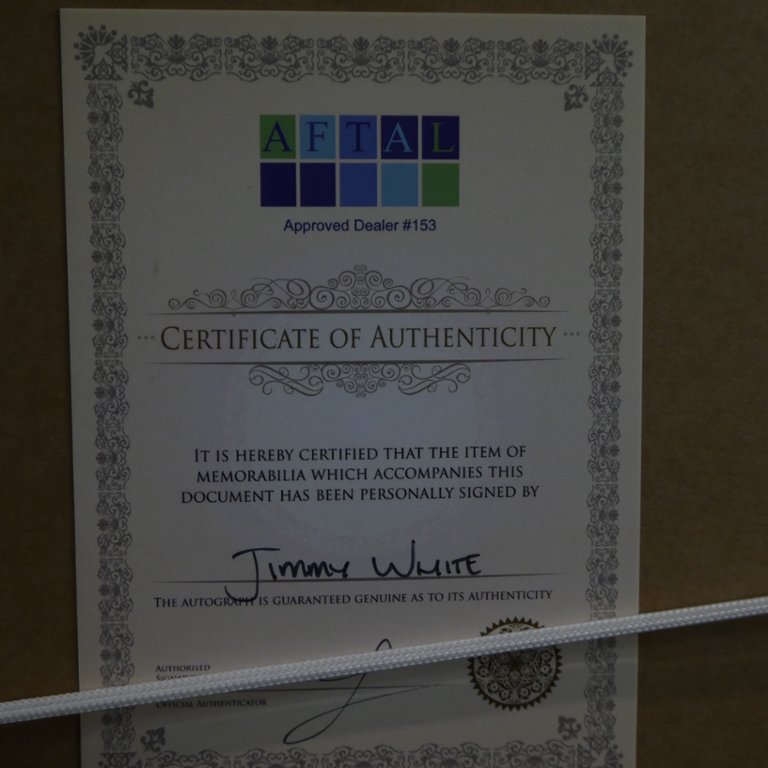 AFTAL
Approved Dealer #153
CERTIFICATE OF AUTHENTICITY
IT IS HEREBY CERTIFIED THAT THE ITEM OF
MEMORABILIA WHICH ACCOMPANIES THIS
DOCUMENT HAS BEEN PERSONALLY SIGNED BY
JIMMY WHITE
THE AUTOGRAPH IS GUARANTEED GENUINE AS TO ITS AUTHENTICITY
AUTHORISED
OFFICIAL AUTHENTICATOR